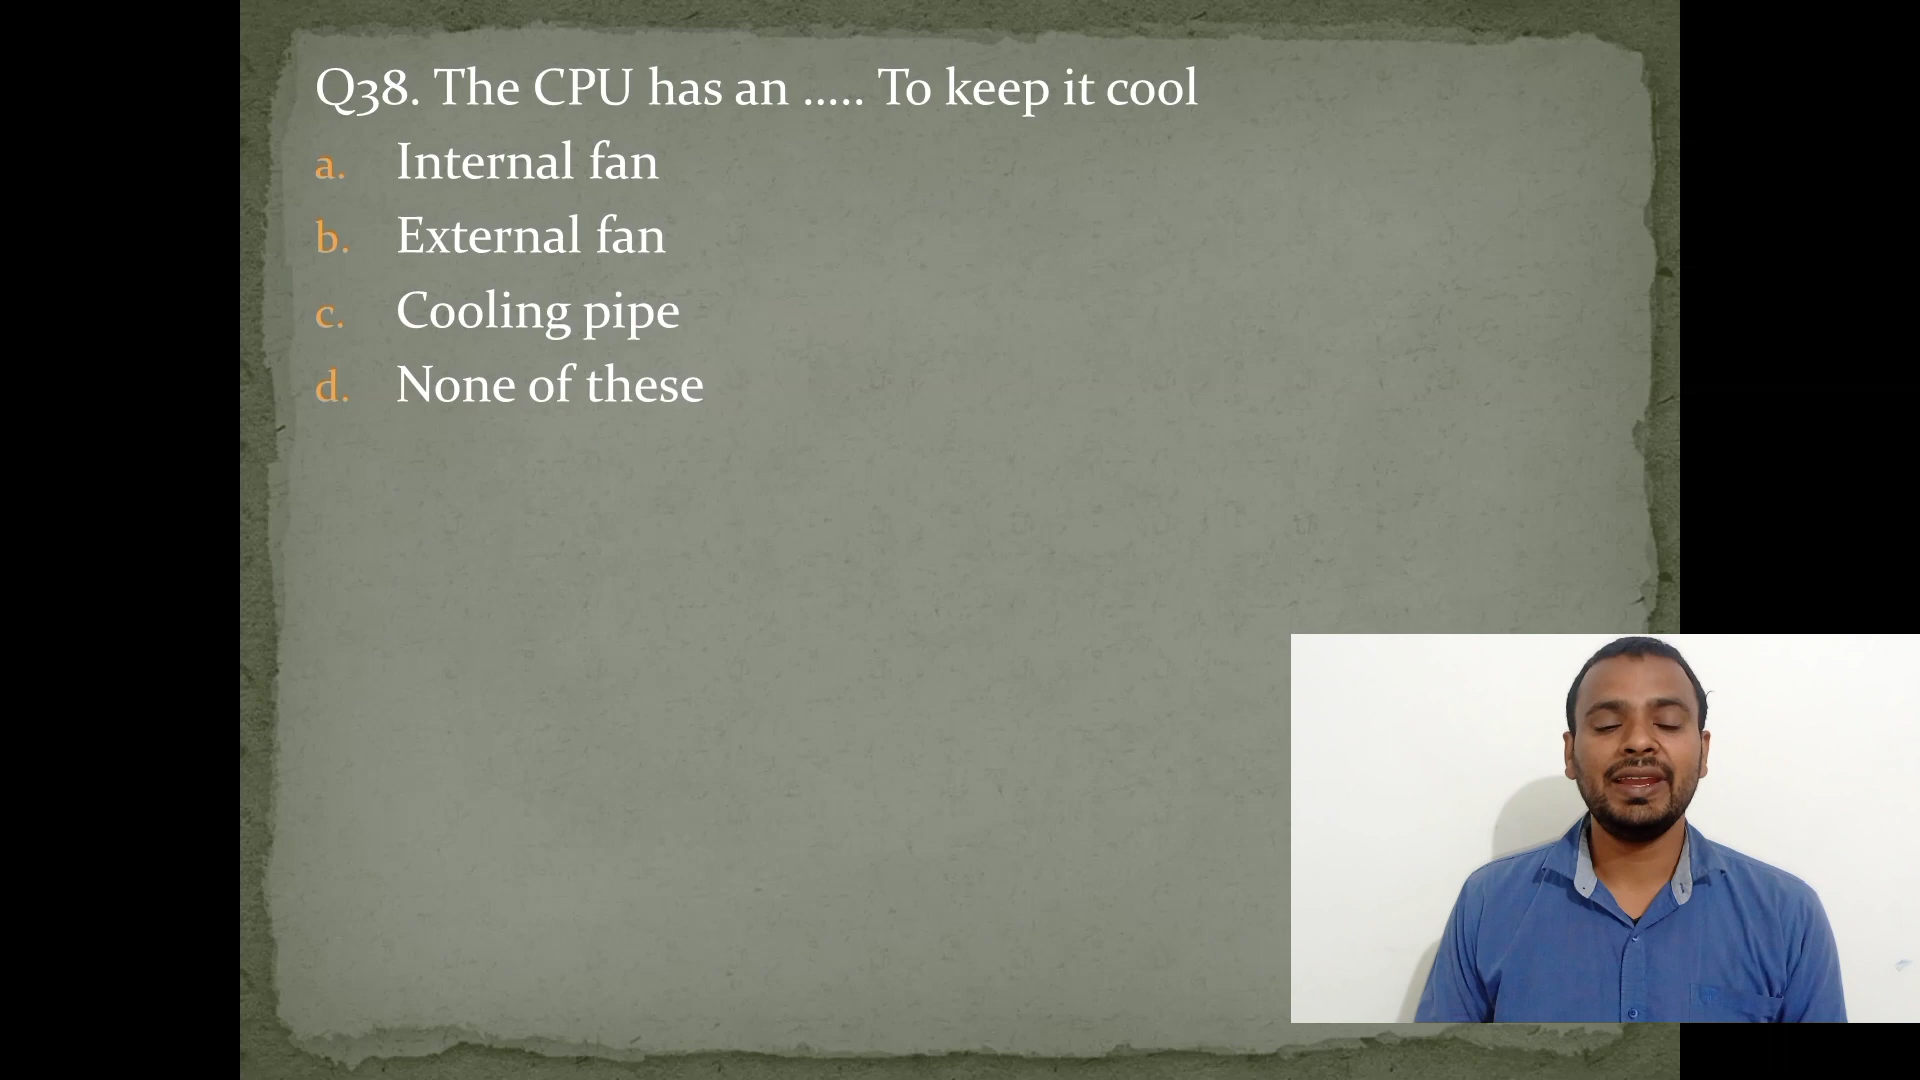 Q38. The CPU has an ..... To keep it cool
a. Internal fan
b. External fan
c. Cooling pipe
d. None of these